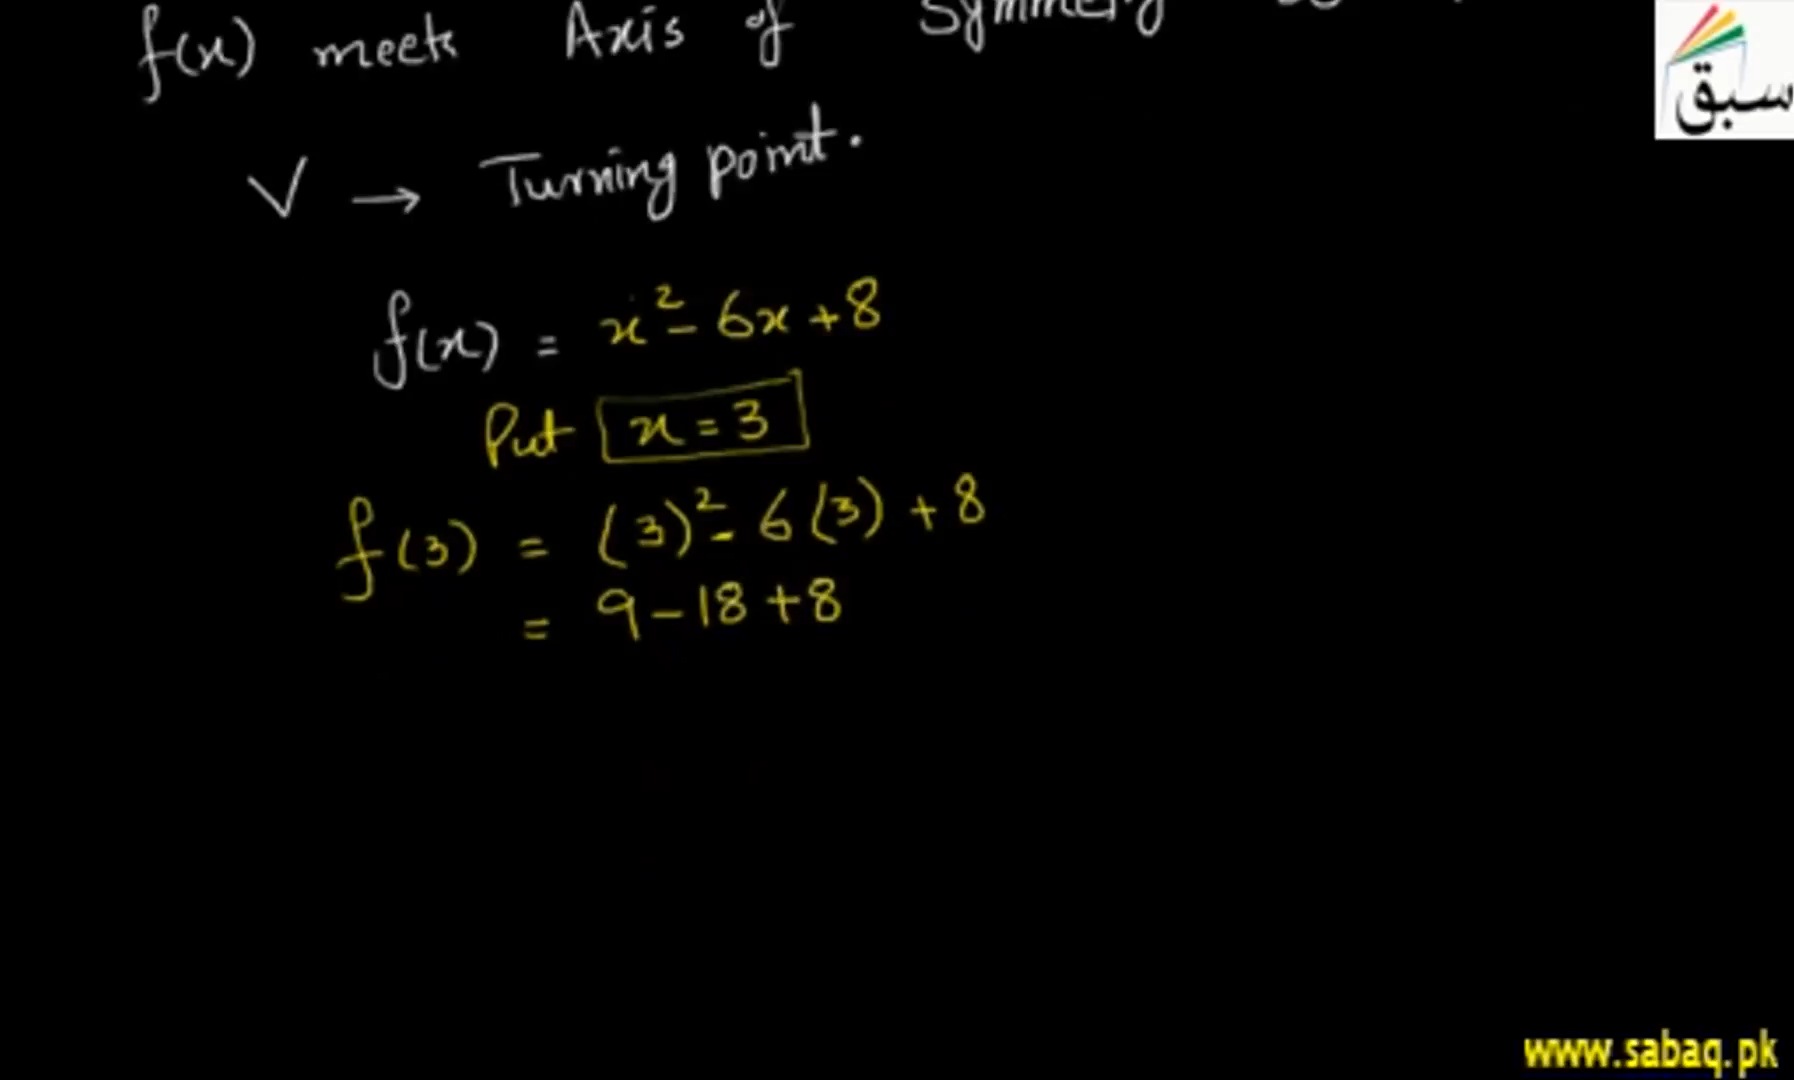 f(x) meets Axis of Symmetry
سبق
V → Turning point.
f(x) = x² - 6x + 8
Put x = 3
f(3) = (3)² - 6(3) + 8
= 9 - 18 + 8
www.sabaq.pk